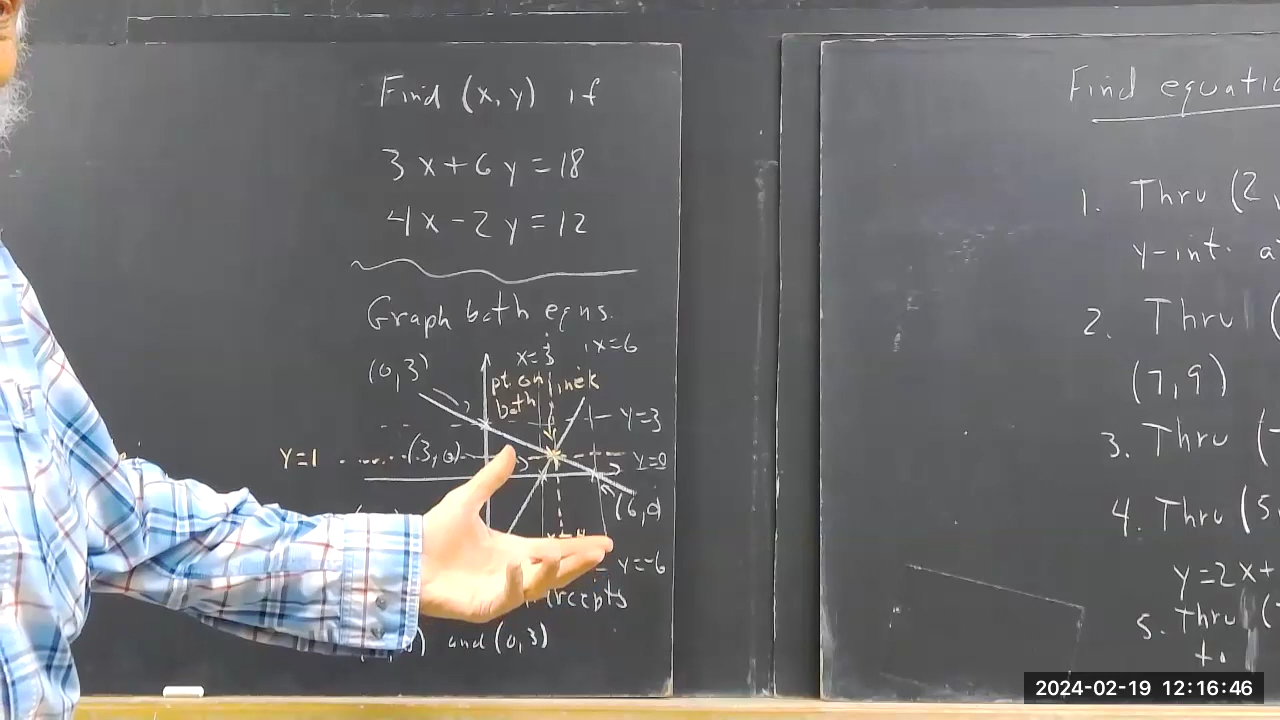 Find (x, y) if
3x+6y=18
4x-2y=12
Graph both eqns.
x=3
x=6
(0,3)
pt. on
both
y=3
y=1
(3,0)
y=0
(6,0)
y=-6
and (0,3)
Find
1. Thru (2,
y-int.
2. Thru (
(7,9)
3. Thru (
4. Thru (5,
y=2x+
5. Thru (
to
2024-02-19 12:16:46